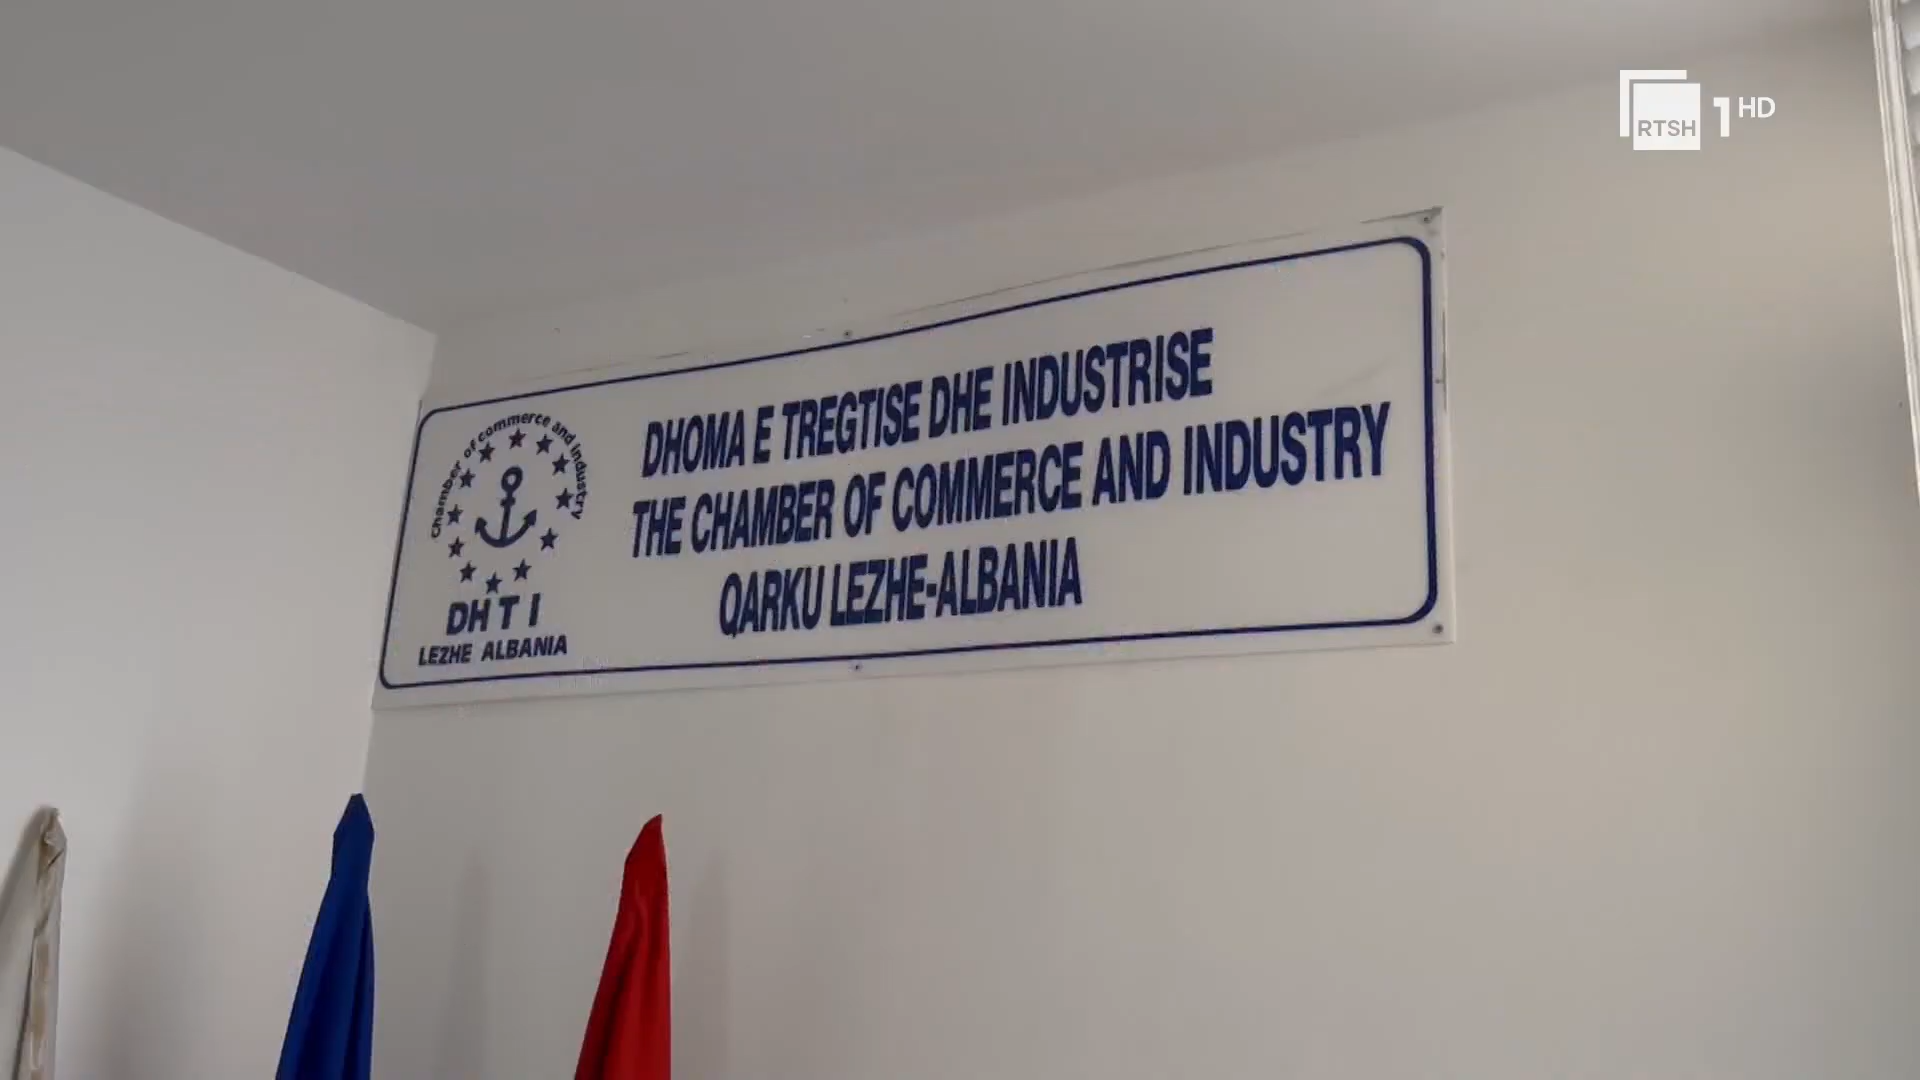 RTSH 1 HD
Chamber of commerce and industry
DHTI
LEZHE ALBANIA
DHOMA E TREGTISE DHE INDUSTRISE
THE CHAMBER OF COMMERCE AND INDUSTRY
QARKU LEZHE-ALBANIA